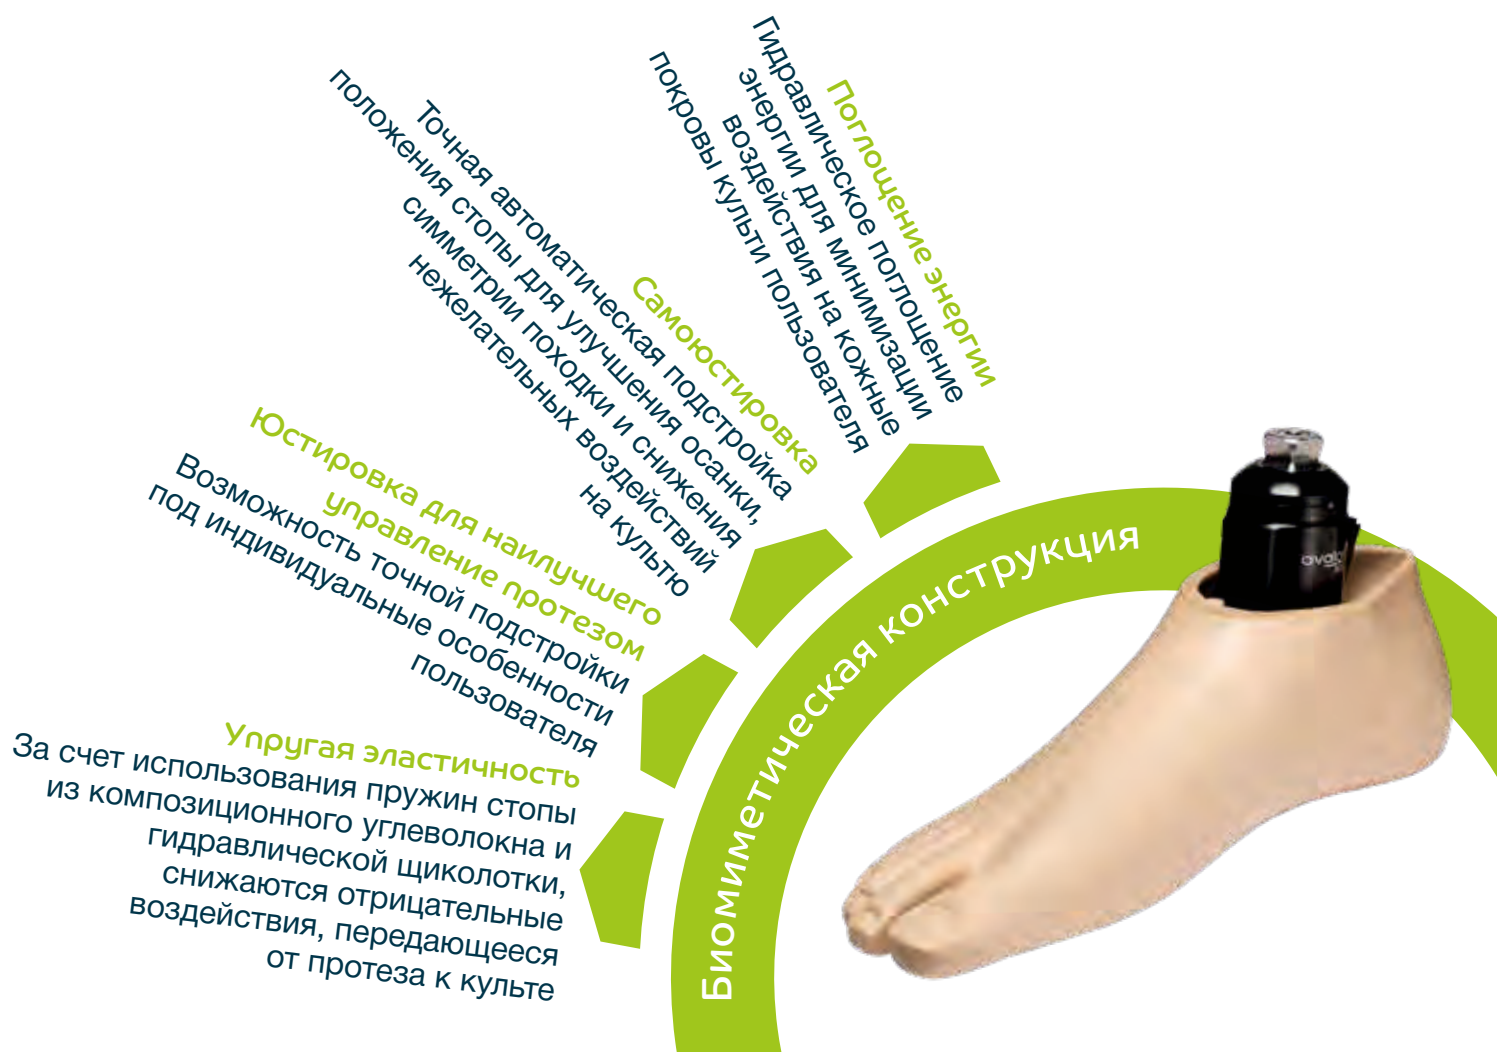 Поглощение энергии
Гидравлическое поглощение
энергии для минимизации
воздействия на кожные
покровы культи пользователя
Самоюстировка
Точная автоматическая подстройка
положения стопы для улучшения осанки,
симметрии походки и снижения
нежелательных воздействий
на культю
Юстировка для наилучшего
управление протезом
Возможность точной подстройки
под индивидуальные особенности
пользователя
Упругая эластичность
За счет использования пружин стопы
из композиционного углеволокна и
гидравлической щиколотки,
снижаются отрицательные
воздействия, передающееся
от протеза к культе
Биомиметическая конструкция